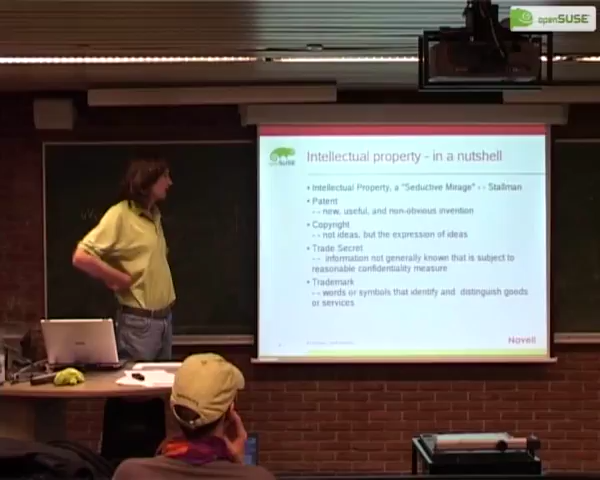 openSUSE
openSUSE
Intellectual property - in a nutshell
• Intellectual Property, a "Seductive Mirage" - - Stallman
• Patent
- - new, useful, and non-obvious invention
• Copyright
- - not ideas, but the expression of ideas
• Trade Secret
- - information not generally known that is subject to
reasonable confidentiality measure
• Trademark
- - words or symbols that identify and distinguish goods
or services
Novell